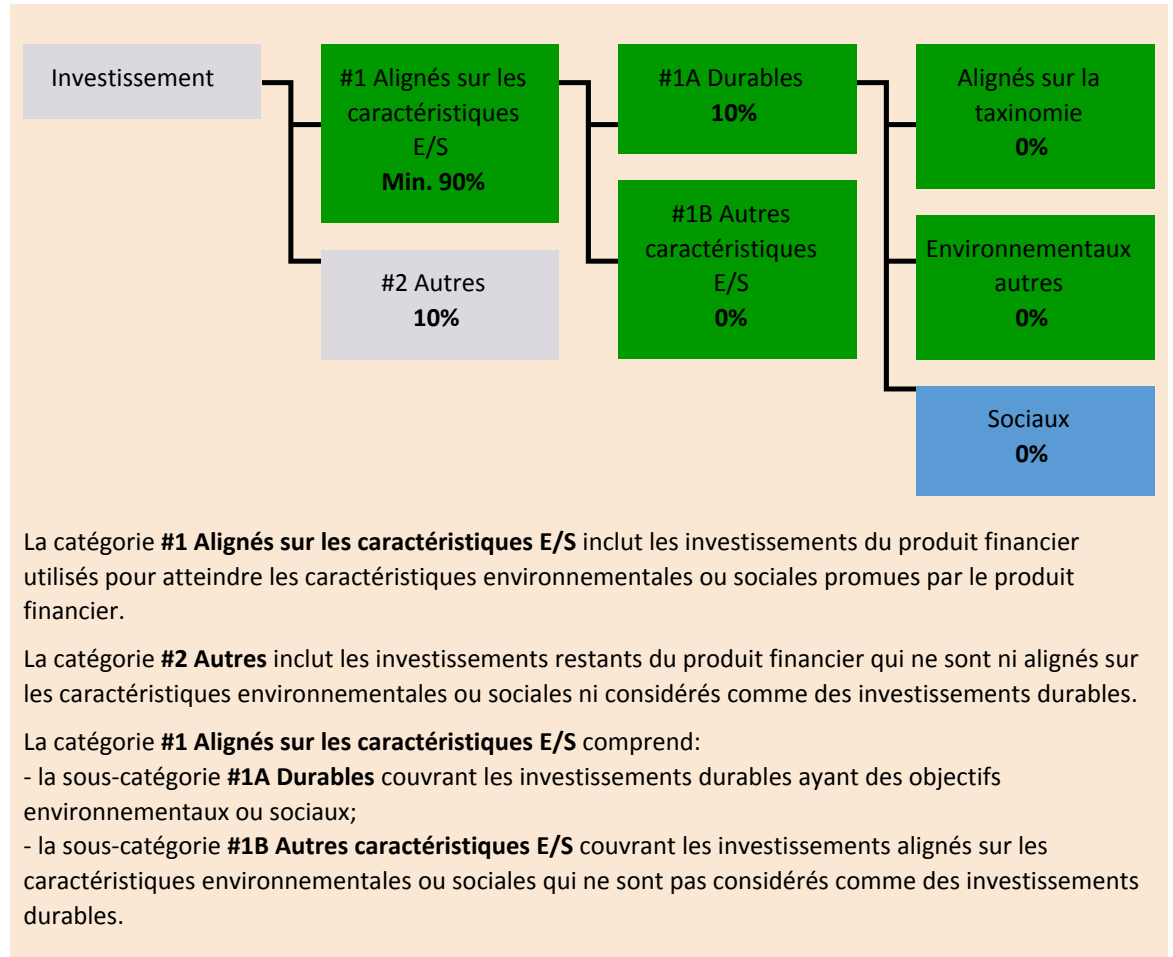 Investissement
#1 Alignés sur les
caractéristiques
E/S
Min. 90%
#2 Autres
10%
#1A Durables
10%
#1B Autres
caractéristiques
E/S
0%
Alignés sur la
taxinomie
0%
Environnementaux
autres
0%
Sociaux
0%
La catégorie #1 Alignés sur les caractéristiques E/S inclut les investissements du produit financier
utilisés pour atteindre les caractéristiques environnementales ou sociales promues par le produit
financier.
La catégorie #2 Autres inclut les investissements restants du produit financier qui ne sont ni alignés sur
les caractéristiques environnementales ou sociales ni considérés comme des investissements durables.
La catégorie #1 Alignés sur les caractéristiques E/S comprend:
- la sous-catégorie #1A Durables couvrant les investissements durables ayant des objectifs
environnementaux ou sociaux;
- la sous-catégorie #1B Autres caractéristiques E/S couvrant les investissements alignés sur les
caractéristiques environnementales ou sociales qui ne sont pas considérés comme des investissements
durables.